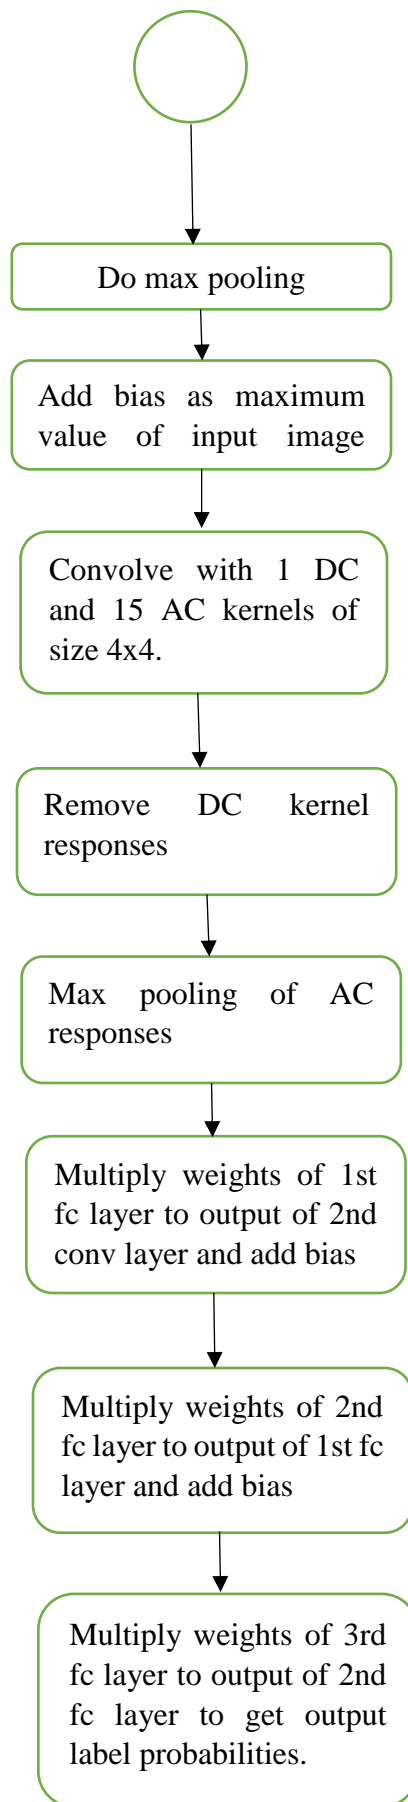 Do max pooling
Add bias as maximum
value of input image
Convolve with 1 DC
and 15 AC kernels of
size 4x4.
Remove DC kernel
responses
Max pooling of AC
responses
Multiply weights of 1st
fc layer to output of 2nd
conv layer and add bias
Multiply weights of 2nd
fc layer to output of 1st fc
layer and add bias
Multiply weights of 3rd
fc layer to output of 2nd
fc layer to get output
label probabilities.